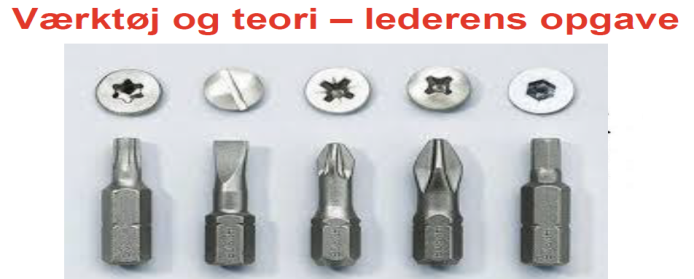 Værktøj og teori – lederens opgave